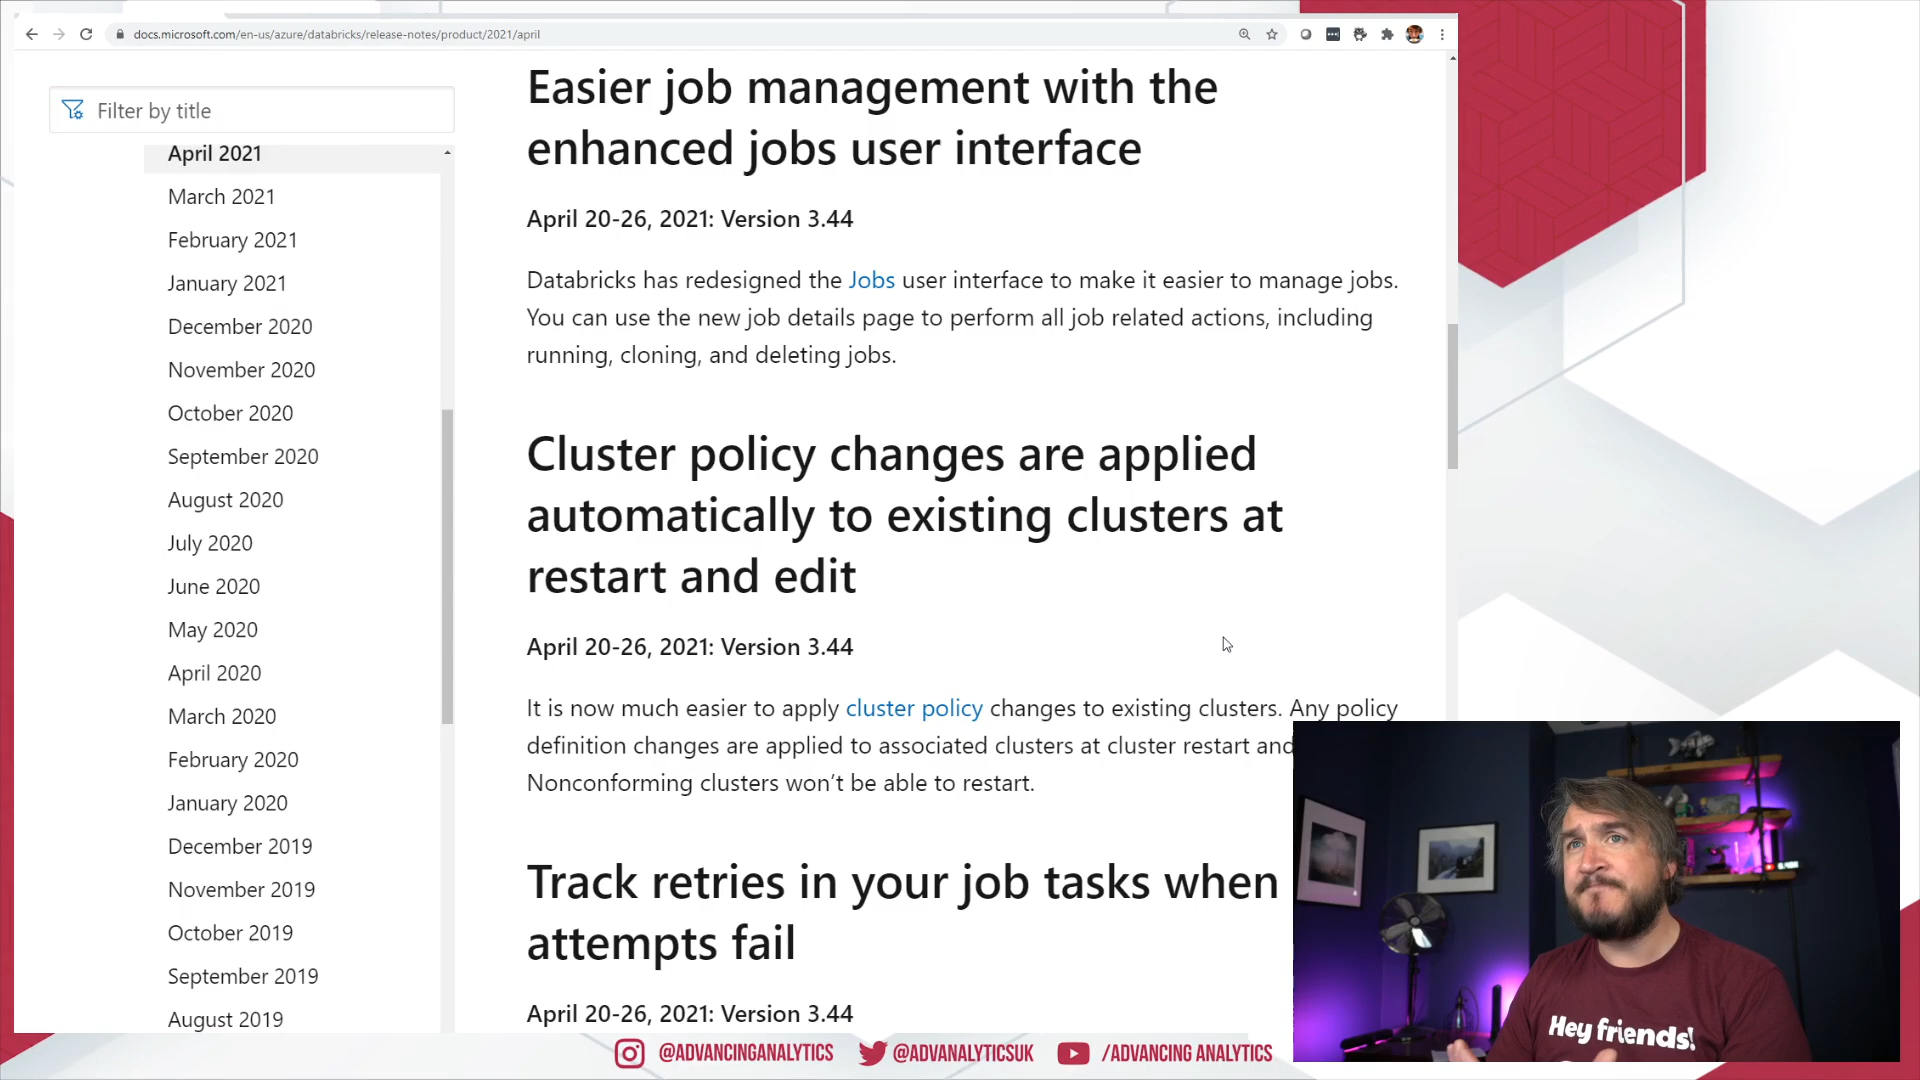 docs.microsoft.com/en-us/azure/databricks/release-notes/product/2021/april
Filter by title
April 2021
March 2021
February 2021
January 2021
December 2020
November 2020
October 2020
September 2020
August 2020
July 2020
June 2020
May 2020
April 2020
March 2020
February 2020
January 2020
December 2019
November 2019
October 2019
September 2019
August 2019
Easier job management with the
enhanced jobs user interface
April 20-26, 2021: Version 3.44
Databricks has redesigned the Jobs user interface to make it easier to manage jobs.
You can use the new job details page to perform all job related actions, including
running, cloning, and deleting jobs.
Cluster policy changes are applied
automatically to existing clusters at
restart and edit
April 20-26, 2021: Version 3.44
It is now much easier to apply cluster policy changes to existing clusters. Any policy
definition changes are applied to associated clusters at cluster restart and
Nonconforming clusters won't be able to restart.
Track retries in your job tasks when
attempts fail
April 20-26, 2021: Version 3.44
Hey friends!
@ADVANCINGANALYTICS
@ADVANALYTICSUK
/ADVANCING ANALYTICS